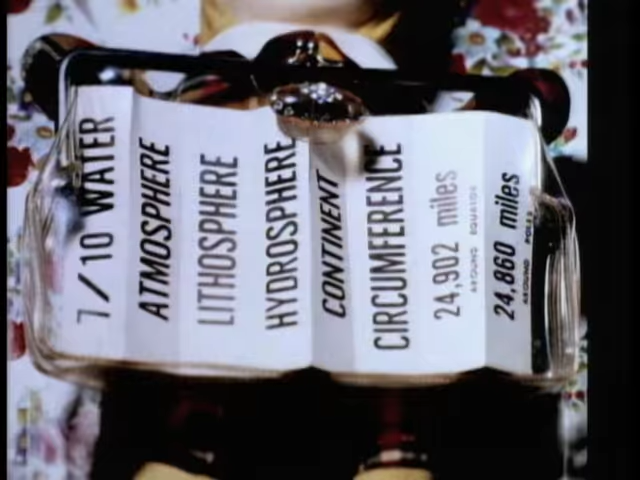 7/10 WATER
ATMOSPHERE
LITHOSPHERE
HYDROSPHERE
CONTINENT
CIRCUMFERENCE
24,902 miles
AROUND EQUATOR
24,860 miles
AROUND POLES